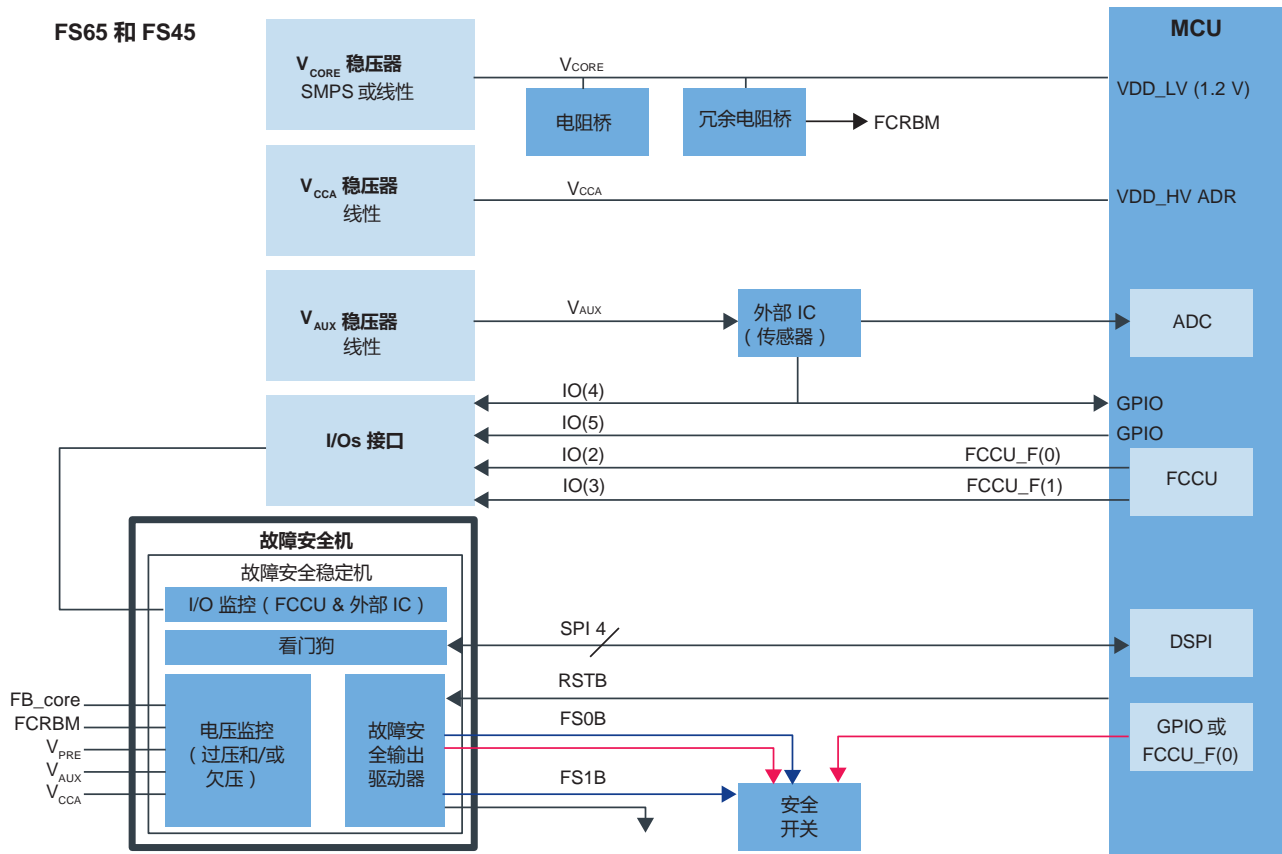 FS65 和 FS45
MCU
VCORE 稳压器
SMPS 或线性
VCORE
VDD_LV (1.2 V)
电阻桥
冗余电阻桥
FCRBM
VCCA 稳压器
线性
VCCA
VDD_HV ADR
VAUX 稳压器
线性
VAUX
外部 IC
（传感器）
ADC
I/Os 接口
IO(4)
GPIO
IO(5)
GPIO
IO(2)
FCCU_F(0)
IO(3)
FCCU_F(1)
FCCU
故障安全机
故障安全稳定机
I/O 监控（FCCU & 外部 IC）
看门狗
SPI 4
DSPI
RSTB
FB_core
FCRBM
VPRE
VAUX
VCCA
电压监控
（过压和/或
欠压）
故障安
全输出
驱动器
FS0B
FS1B
安全
开关
GPIO 或
FCCU_F(0)